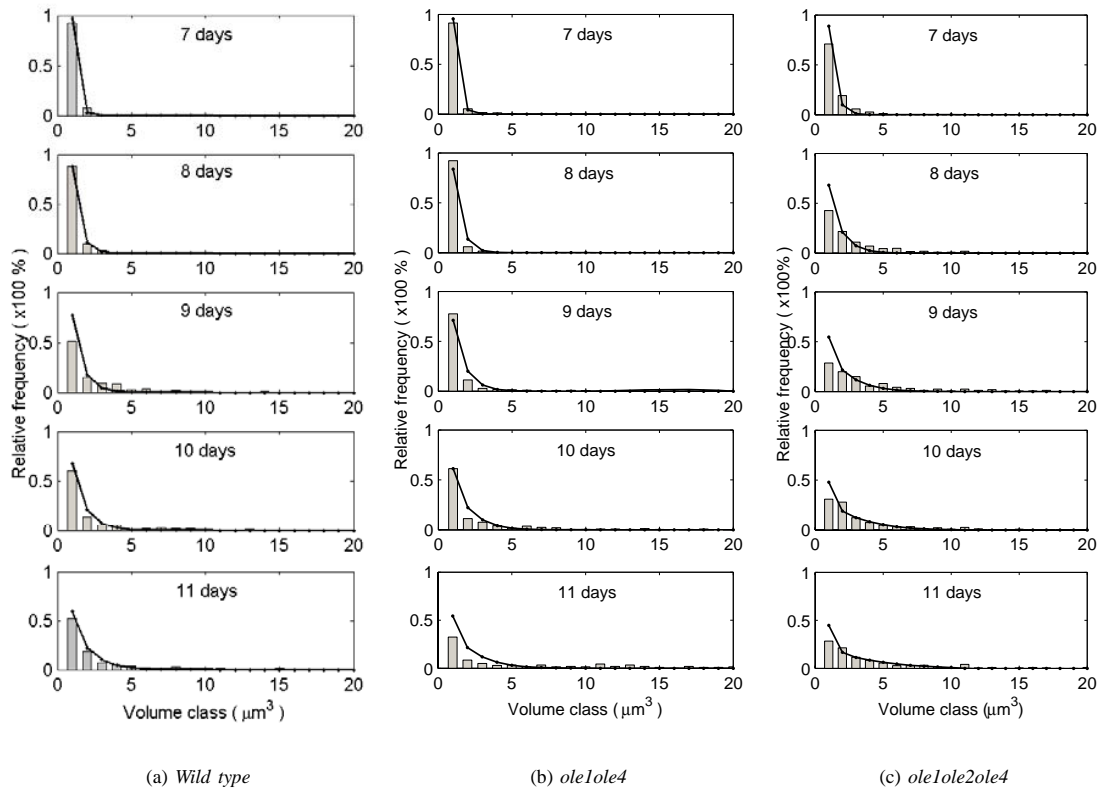 Relative frequency ( x100 %)
7 days
1
0.5
0
0 5 10 15 20
8 days
1
0.5
0
0 5 10 15 20
9 days
1
0.5
0
0 5 10 15 20
10 days
1
0.5
0
0 5 10 15 20
11 days
1
0.5
0
0 5 10 15 20
Volume class ( μm³ )
(a) Wild type
Relative frequency ( x100 %)
7 days
1
0.5
0
0 5 10 15 20
8 days
1
0.5
0
0 5 10 15 20
9 days
1
0.5
0
0 5 10 15 20
10 days
1
0.5
0
0 5 10 15 20
11 days
1
0.5
0
0 5 10 15 20
Volume class ( μm³ )
(b) ole1ole4
Relative frequency ( x100%)
7 days
1
0.5
0
0 5 10 15 20
8 days
1
0.5
0
0 5 10 15 20
9 days
1
0.5
0
0 5 10 15 20
10 days
1
0.5
0
0 5 10 15 20
11 days
1
0.5
0
0 5 10 15 20
Volume class (μm³)
(c) ole1ole2ole4